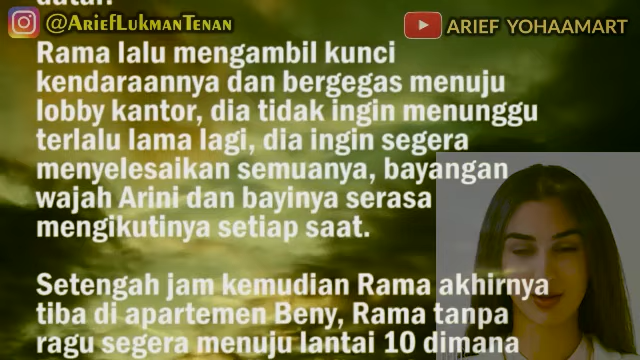 @AriefLukmanTenan
ARIEF YOHAAMART
datar.
Rama lalu mengambil kunci
kendaraannya dan bergegas menuju
lobby kantor, dia tidak ingin menunggu
terlalu lama lagi, dia ingin segera
menyelesaikan semuanya, bayangan
wajah Arini dan bayinya serasa
mengikutinya setiap saat.
Setengah jam kemudian Rama akhirnya
tiba di apartemen Beny, Rama tanpa
ragu segera menuju lantai 10 dimana